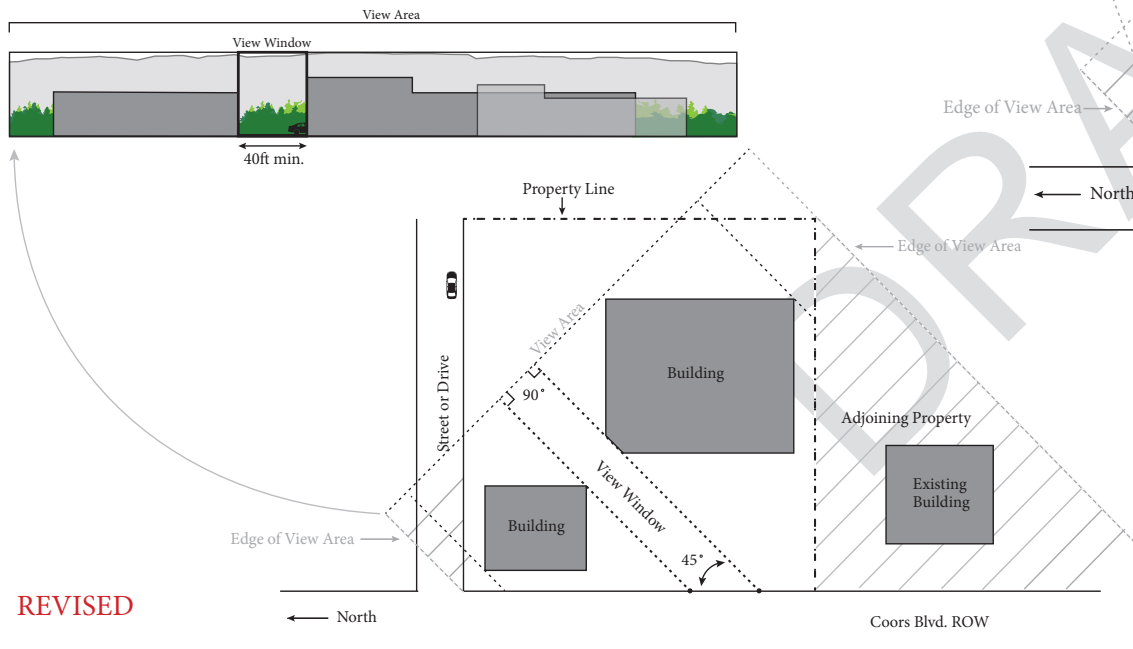 View Area
View Window
40ft min.
Edge of View Area
North
Property Line
Edge of View Area
View Area
Street or Drive
90°
Building
Adjoining Property
View Window
Existing
Building
Building
Edge of View Area
45°
REVISED
North
Coors Blvd. ROW
DRA